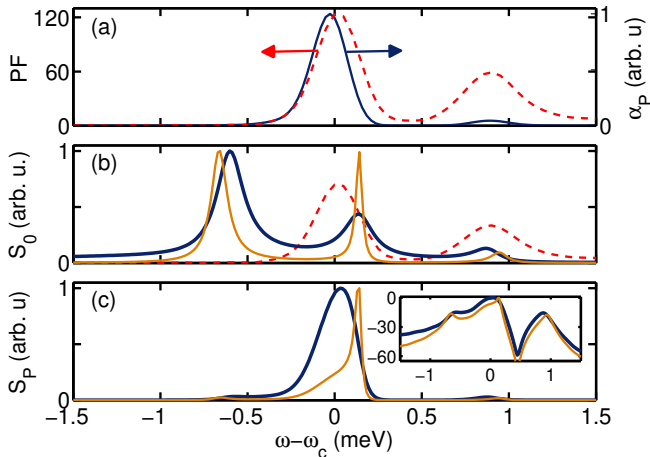 (a)
120
60
0
PF
1
0
α_P (arb. u)
(b)
1
0
S_0 (arb. u.)
(c)
1
0
S_P (arb. u)
0
−30
−60
−1 0 1
−1.5 −1 −0.5 0 0.5 1 1.5
ω−ω_c (meV)